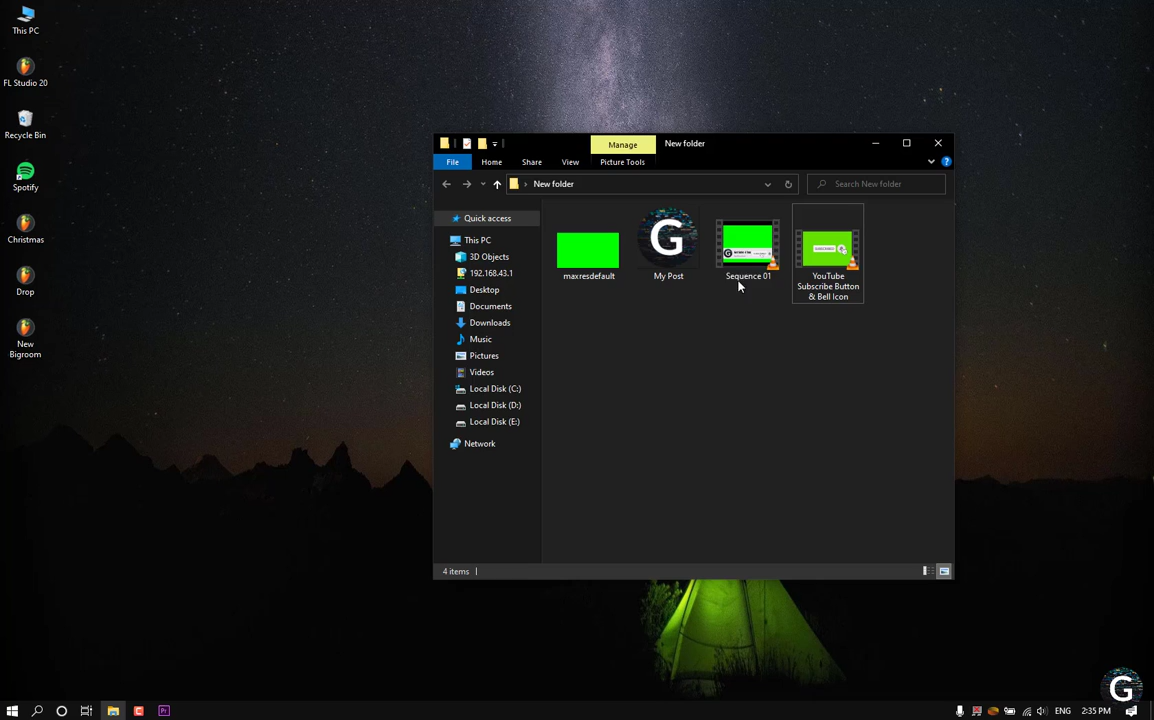 This PC
FL Studio 20
Recycle Bin
Spotify
Christmas
Drop
New
Bigroom
Manage
New folder
File
Home
Share
View
Picture Tools
New folder
Search New folder
Quick access
This PC
3D Objects
192.168.43.1
Desktop
Documents
Downloads
Music
Pictures
Videos
Local Disk (C:)
Local Disk (D:)
Local Disk (E:)
Network
G
maxresdefault
My Post
Sequence 01
SUBSCRIBED
YouTube
Subscribe Button
& Bell Icon
4 items
G
Pr
ENG
2:35 PM